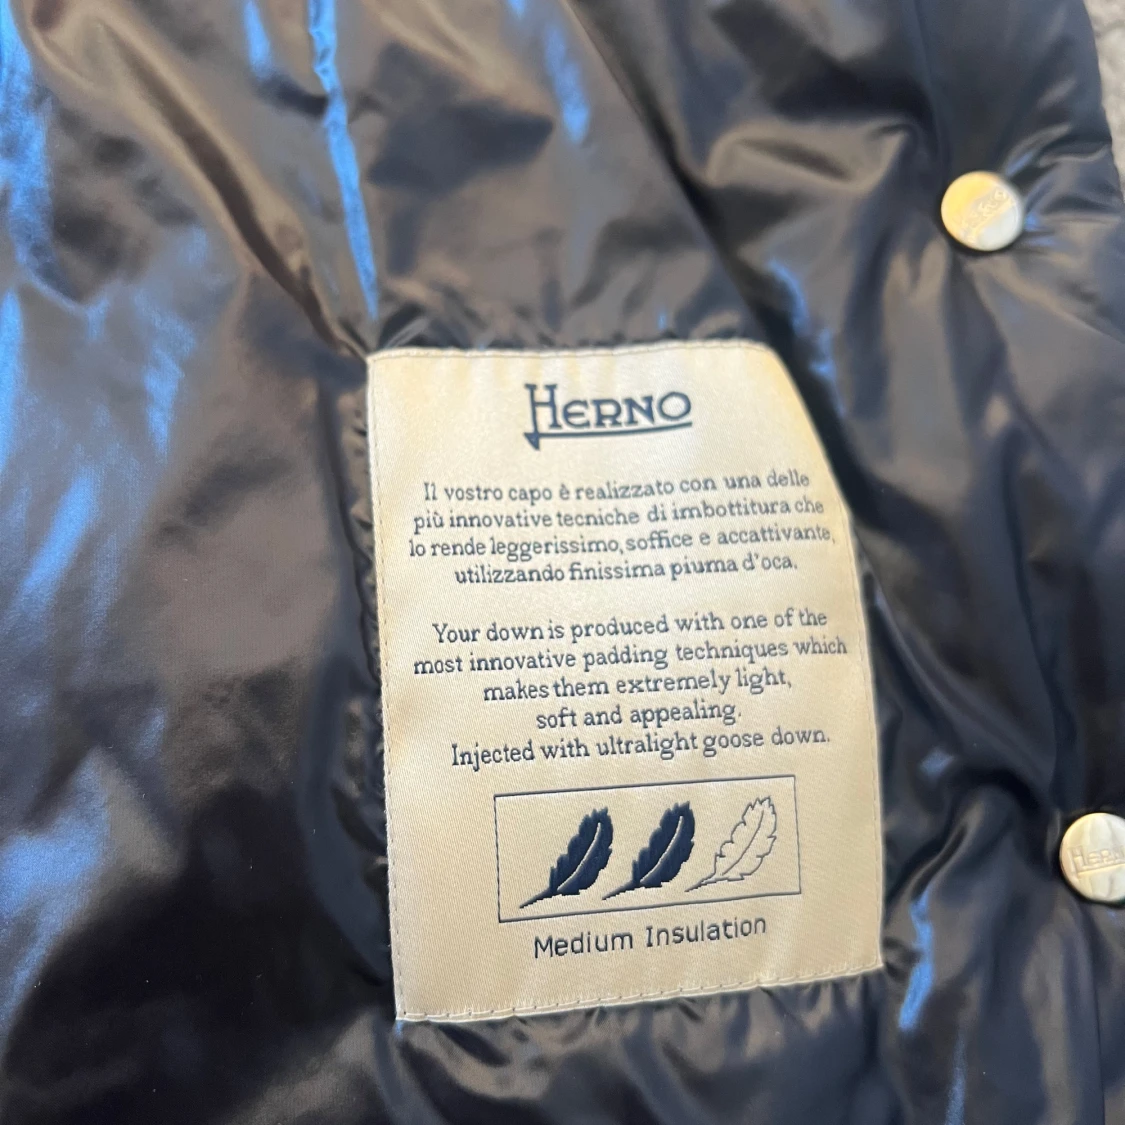 HERNO
Il vostro capo è realizzato con una delle
più innovative tecniche di imbottitura che
lo rende leggerissimo, soffice e accattivante,
utilizzando finissima piuma d'oca.
Your down is produced with one of the
most innovative padding techniques which
makes them extremely light,
soft and appealing.
Injected with ultralight goose down.
Medium Insulation